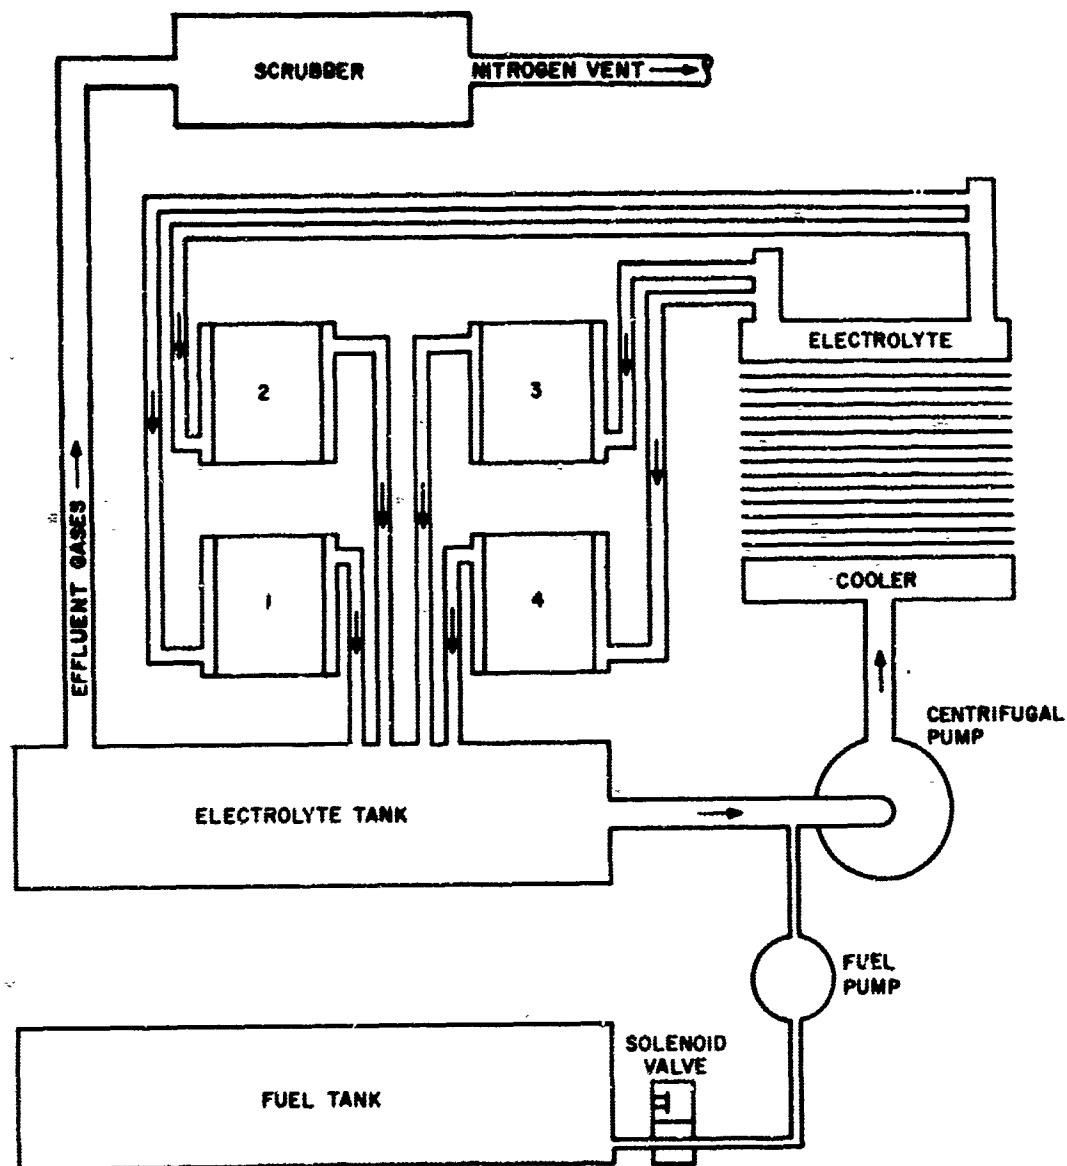 SCRUBBER
NITROGEN VENT
ELECTROLYTE
2
3
EFFLUENT GASES
COOLER
1
4
CENTRIFUGAL
PUMP
ELECTROLYTE TANK
FUEL
PUMP
SOLENOID
VALVE
FUEL TANK